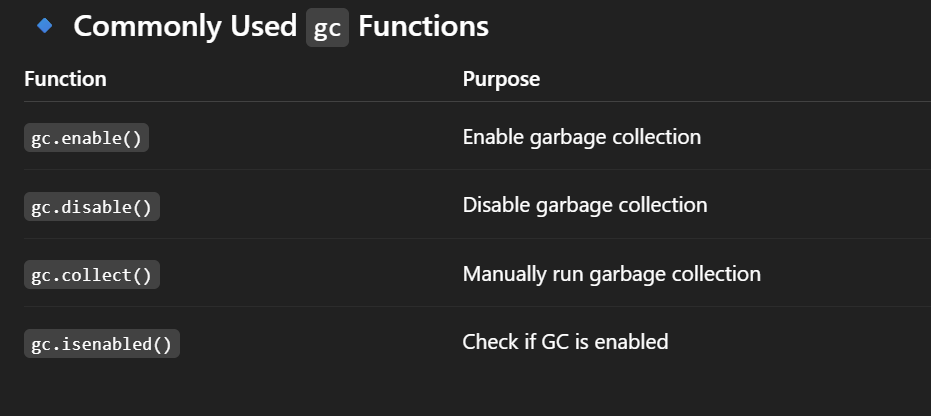 Commonly Used gc Functions
Function Purpose
gc.enable() Enable garbage collection
gc.disable() Disable garbage collection
gc.collect() Manually run garbage collection
gc.isenabled() Check if GC is enabled